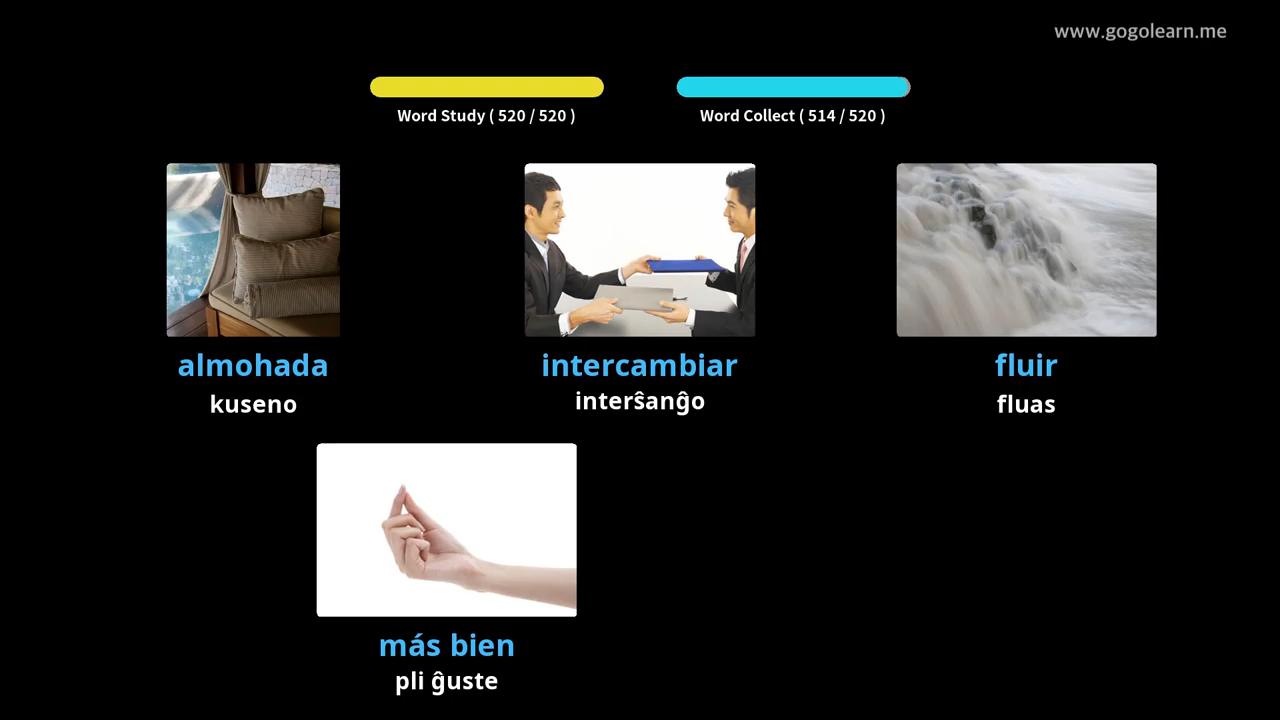 www.gogolearn.me
Word Study ( 520 / 520 )
Word Collect ( 514 / 520 )
almohada
kuseno
intercambiar
interŝanĝo
fluir
fluas
más bien
pli ĝuste